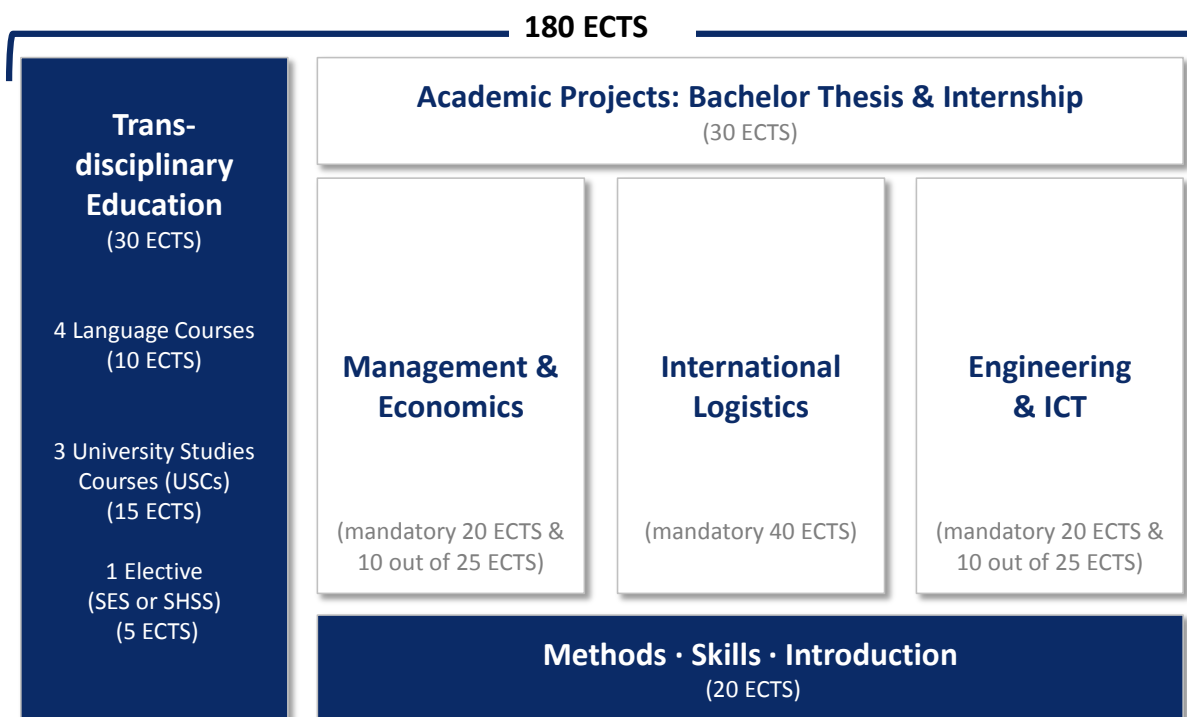 180 ECTS
Trans-
disciplinary
Education
(30 ECTS)
4 Language Courses
(10 ECTS)
3 University Studies
Courses (USCs)
(15 ECTS)
1 Elective
(SES or SHSS)
(5 ECTS)
Academic Projects: Bachelor Thesis & Internship
(30 ECTS)
Management &
Economics
(mandatory 20 ECTS &
10 out of 25 ECTS)
International
Logistics
(mandatory 40 ECTS)
Engineering
& ICT
(mandatory 20 ECTS &
10 out of 25 ECTS)
Methods · Skills · Introduction
(20 ECTS)